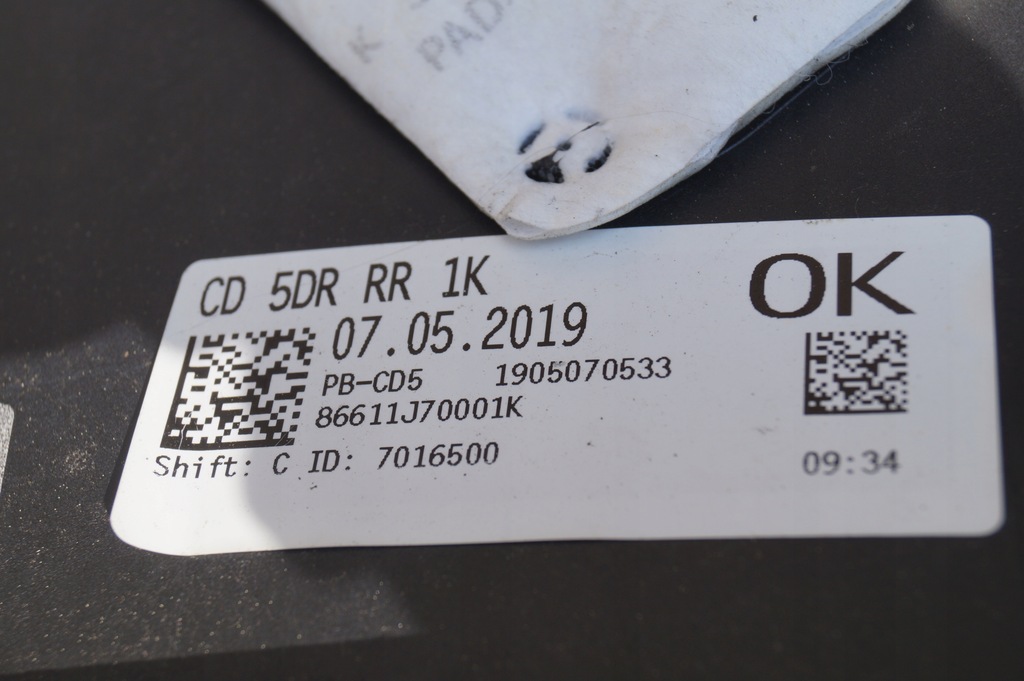 K
CD 5DR RR 1K
OK
07.05.2019
PB-CD5 1905070533
86611J70001K
Shift: C ID: 7016500
09:34